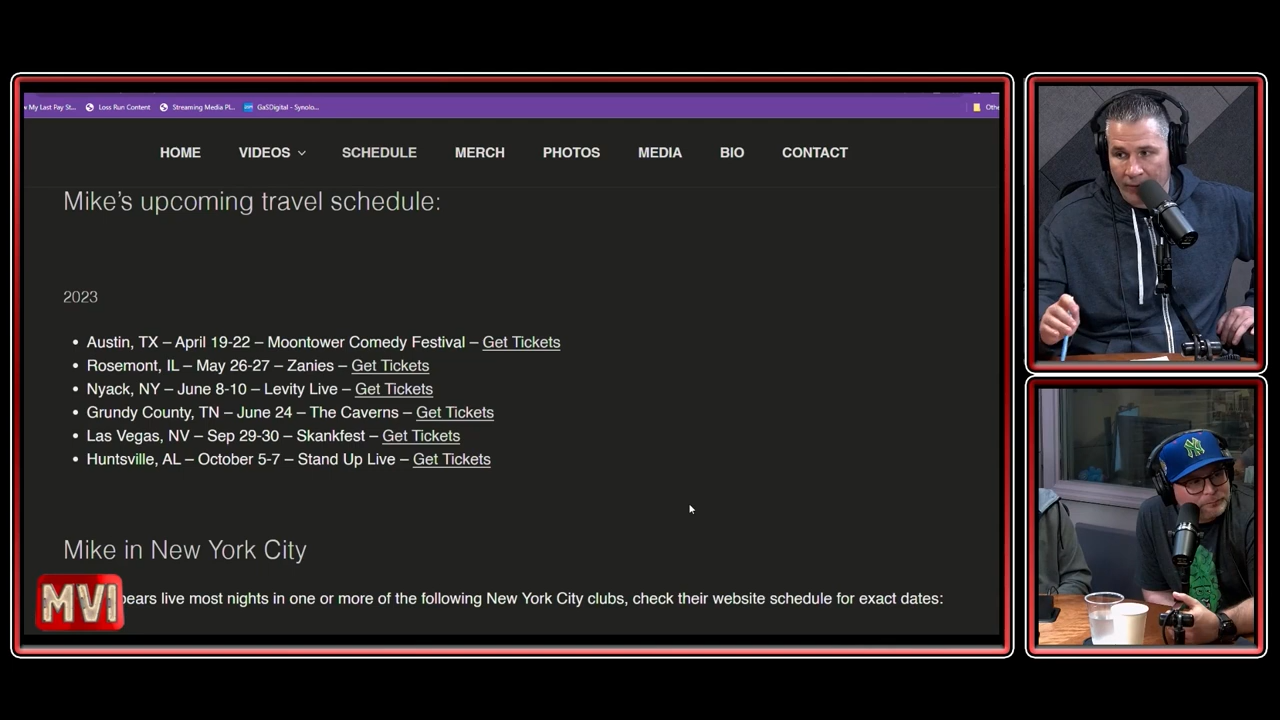 My Last Pay St... Loss Run Content Streaming Media Pl... GaSDigital - Synolo...
HOME VIDEOS SCHEDULE MERCH PHOTOS MEDIA BIO CONTACT
Mike's upcoming travel schedule:
2023
• Austin, TX – April 19-22 – Moontower Comedy Festival – Get Tickets
• Rosemont, IL – May 26-27 – Zanies – Get Tickets
• Nyack, NY – June 8-10 – Levity Live – Get Tickets
• Grundy County, TN – June 24 – The Caverns – Get Tickets
• Las Vegas, NV – Sep 29-30 – Skankfest – Get Tickets
• Huntsville, AL – October 5-7 – Stand Up Live – Get Tickets
Mike in New York City
live most nights in one or more of the following New York City clubs, check their website schedule for exact dates:
MVI
NY